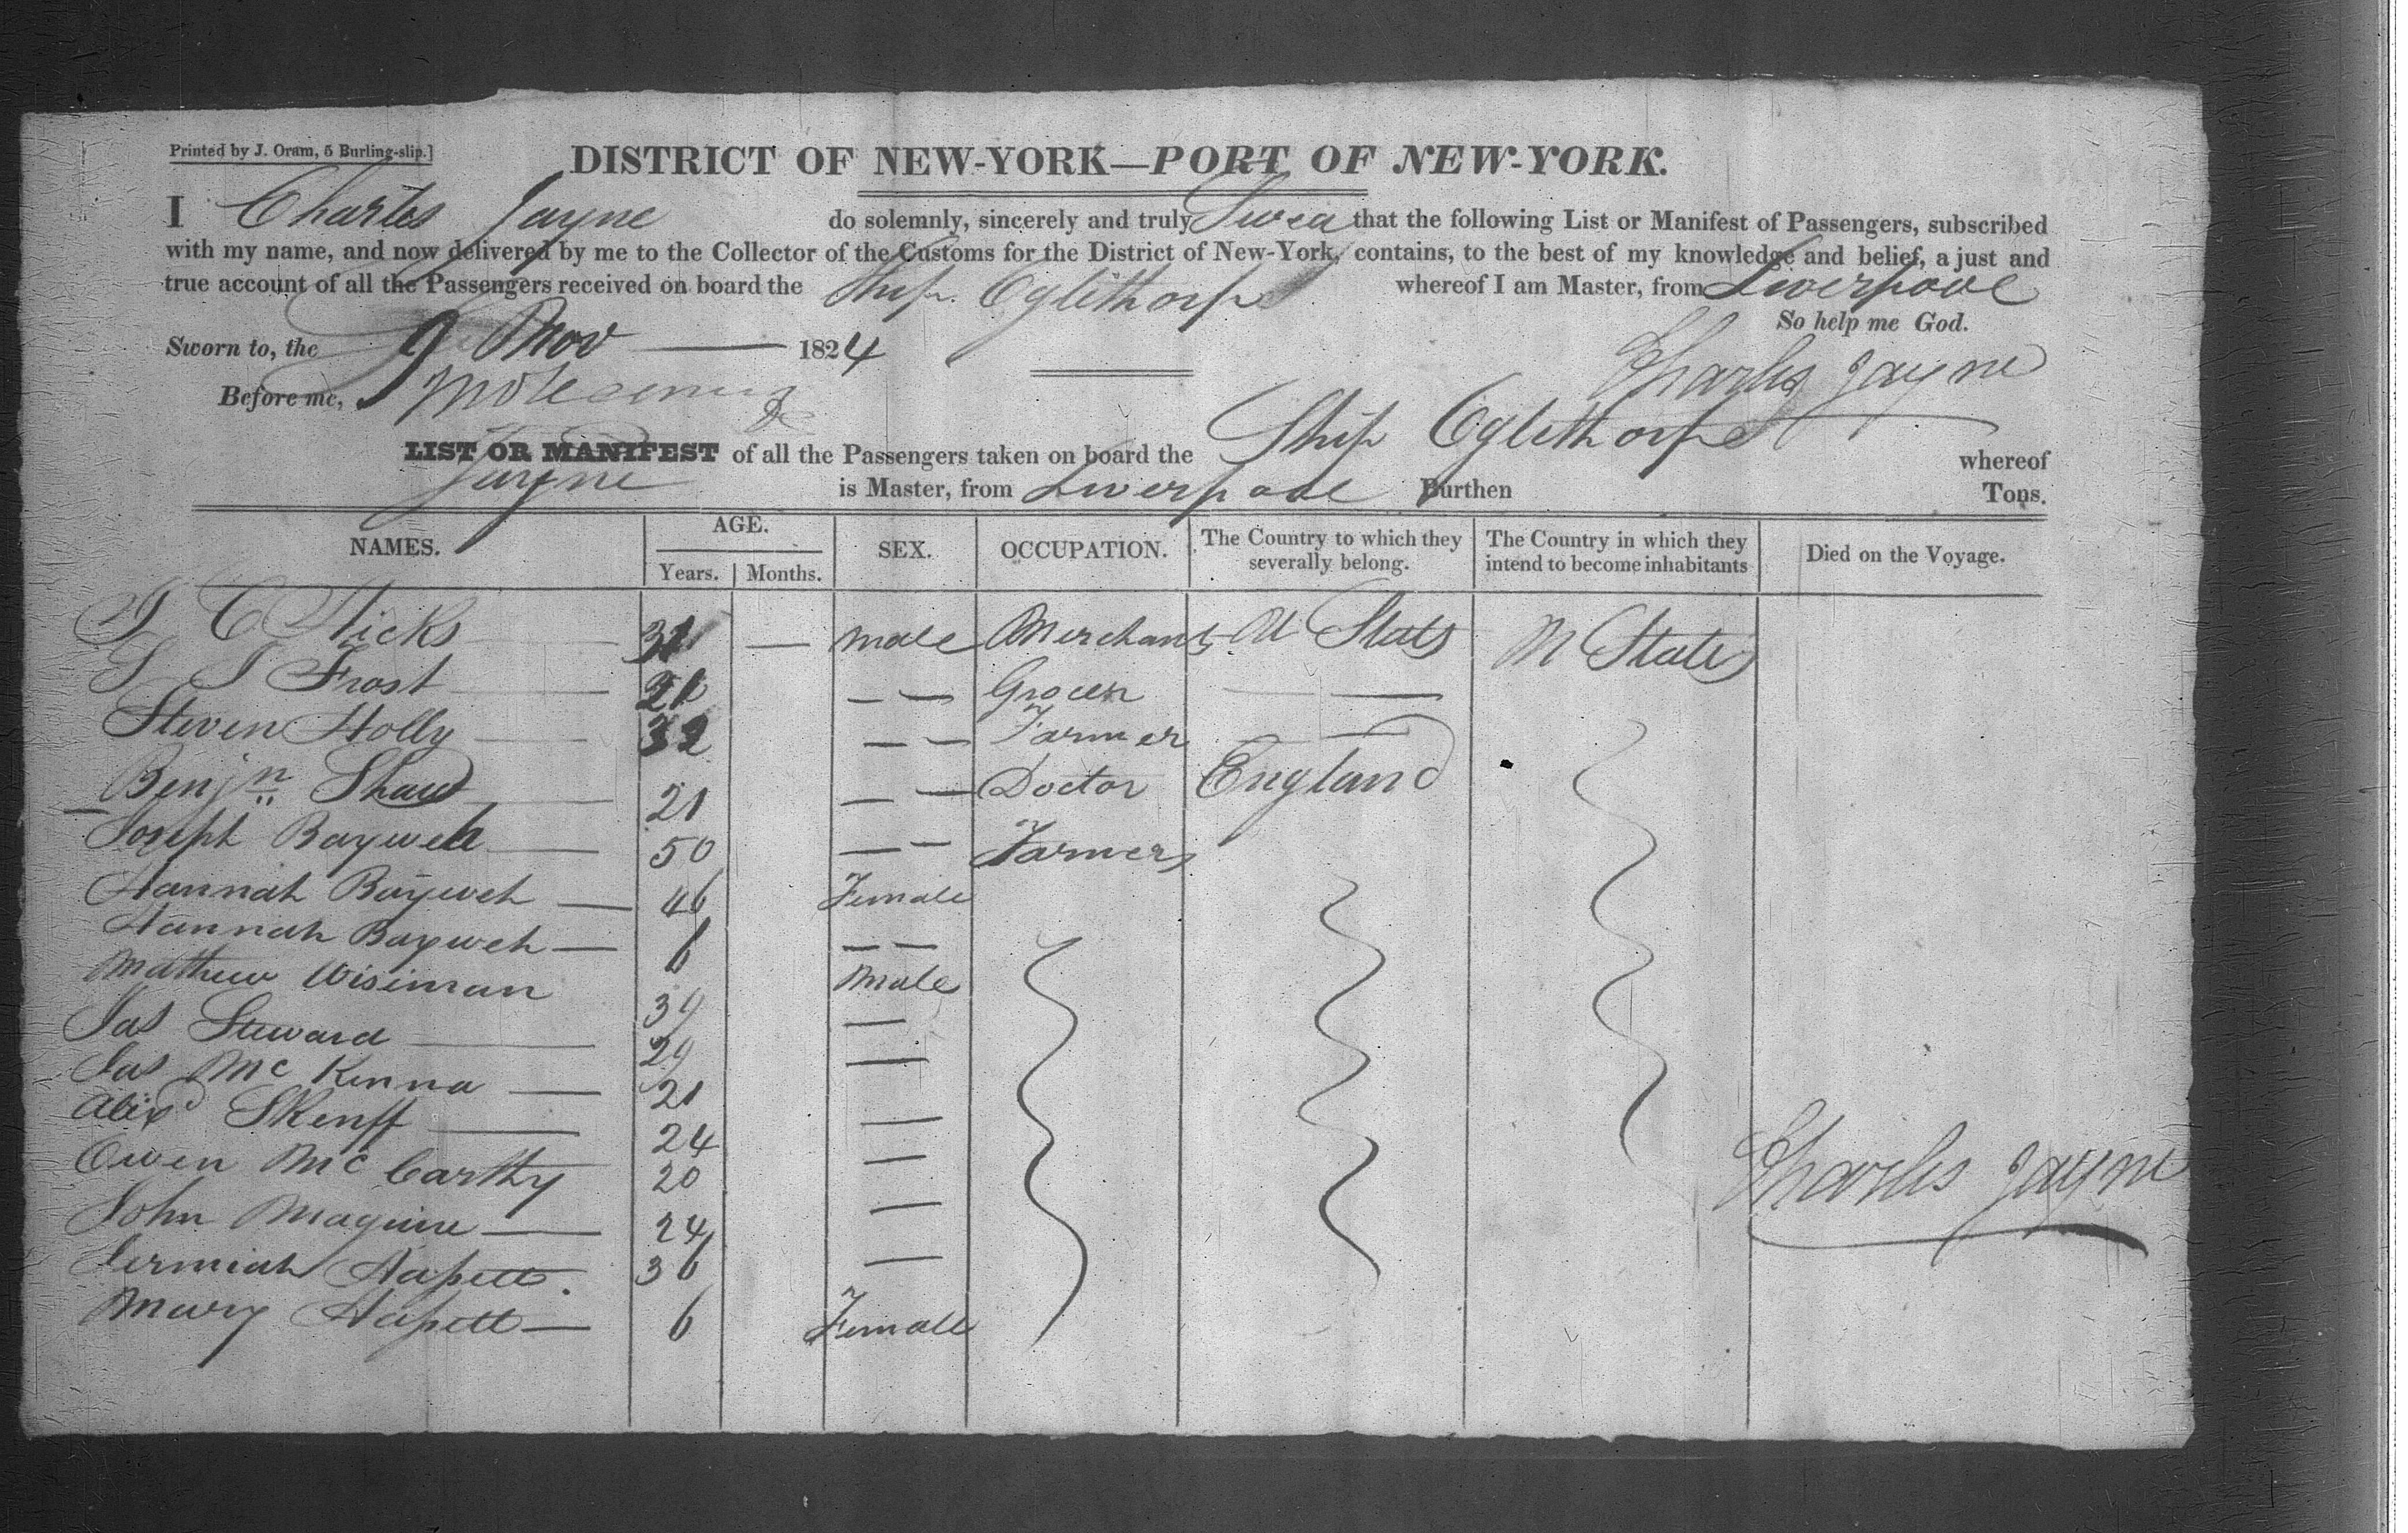 Printed by J. Oram, 5 Burling-slip.]
DISTRICT OF NEW-YORK—PORT OF NEW-YORK.
I Charles Jayne do solemnly, sincerely and truly Swear that the following List or Manifest of Passengers, subscribed
with my name, and now delivered by me to the Collector of the Customs for the District of New-York, contains, to the best of my knowledge and belief, a just and
true account of all the Passengers received on board the Ship Oglethorpe whereof I am Master, from Liverpool
So help me God.
Sworn to, the 9 Nov 1824
Charles Jayne
Before me,
LIST OR MANIFEST of all the Passengers taken on board the Ship Oglethorpe whereof
Jayne is Master, from Liverpool Burthen Tons.
NAMES. AGE. Years. Months. SEX. OCCUPATION. The Country to which they severally belong. The Country in which they intend to become inhabitants Died on the Voyage.
C Hicks 31 — male Merchant U States U States
Frost 21 — — Grocer — —
Steven Holly 32 — — Farmer — —
Benjn Shaw 21 — — Doctor England
Joseph 50 — — Farmer
Hannah 46 Female
Hannah 6 — —
Mathew Wiseman 39 Male
Jas Steward 29 —
Jas McKenna 21 —
Alexr 24 —
Owen McCarthy 20 —
John Maguire 24 —
Jermiah 36 —
Mary 6 Female
Charles Jayne